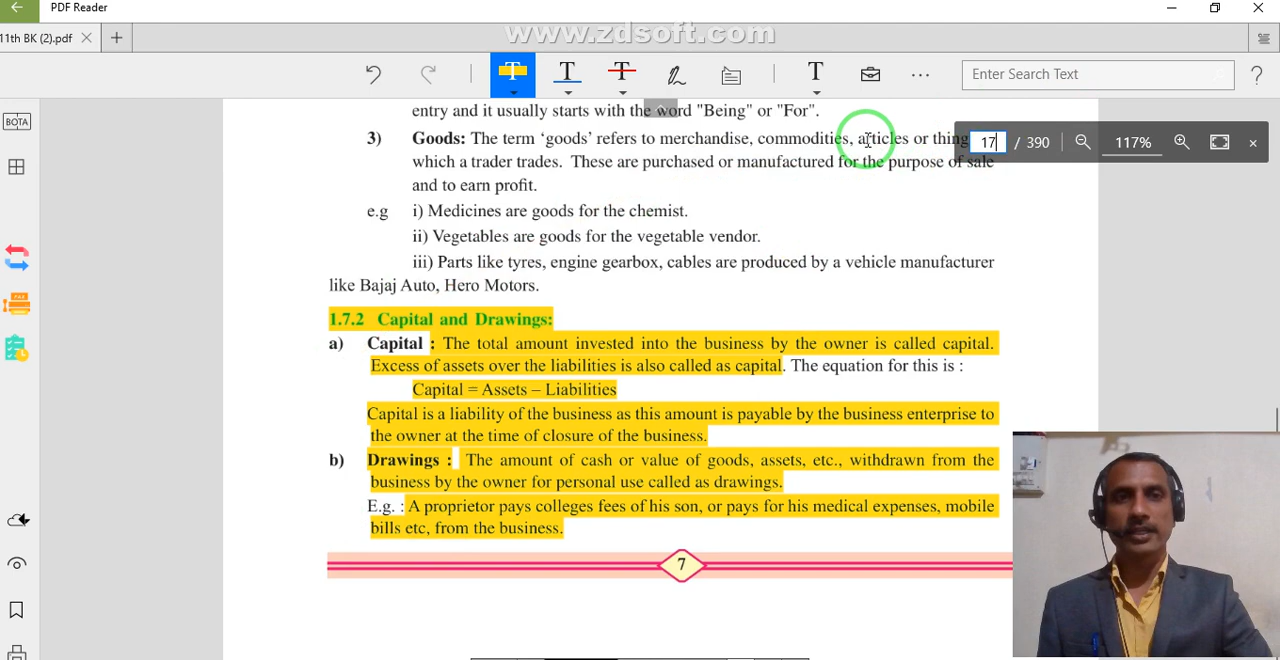 PDF Reader
11th BK (2).pdf
www.zdsoft.com
Enter Search Text
BOTA
17 / 390
117%
entry and it usually starts with the word "Being" or "For".
3) Goods: The term ‘goods’ refers to merchandise, commodities, articles or thing
which a trader trades. These are purchased or manufactured for the purpose of sale
and to earn profit.
e.g i) Medicines are goods for the chemist.
ii) Vegetables are goods for the vegetable vendor.
iii) Parts like tyres, engine gearbox, cables are produced by a vehicle manufacturer
like Bajaj Auto, Hero Motors.
1.7.2 Capital and Drawings:
a) Capital : The total amount invested into the business by the owner is called capital.
Excess of assets over the liabilities is also called as capital. The equation for this is :
Capital = Assets – Liabilities
Capital is a liability of the business as this amount is payable by the business enterprise to
the owner at the time of closure of the business.
b) Drawings : The amount of cash or value of goods, assets, etc., withdrawn from the
business by the owner for personal use called as drawings.
E.g. : A proprietor pays colleges fees of his son, or pays for his medical expenses, mobile
bills etc, from the business.
7